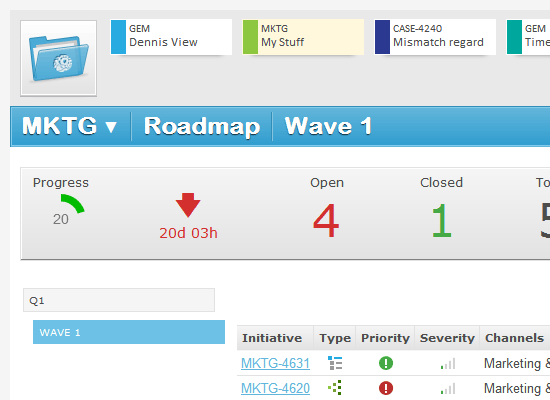 GEM
Dennis View
MKTG
My Stuff
CASE-4240
Mismatch regard
GEM
Time
MKTG ▾ Roadmap Wave 1
Progress
20
20d 03h
Open
4
Closed
1
To
5
Q1
WAVE 1
Initiative Type Priority Severity Channels
MKTG-4631 Marketing &
MKTG-4620 Marketing &